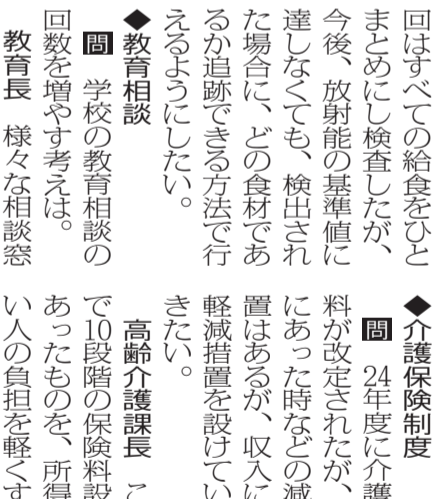 回はすべての給食をひと
まとめにし検査したが、
今後、放射能の基準値に
達しなくても、検出され
た場合に、どの食材であ
るか追跡できる方法で行
えるようにしたい。
◆教育相談
問 学校の教育相談の
回数を増やす考えは。
教育長 様々な相談窓
◆介護保険制度
問 24年度に介護
料が改定されたが、
にあった時などの減
置はあるが、収入に
軽減措置を設けてい
きたい。
高齢介護課長 こ
で10段階の保険料設
あったものを、所得
い人の負担を軽くす